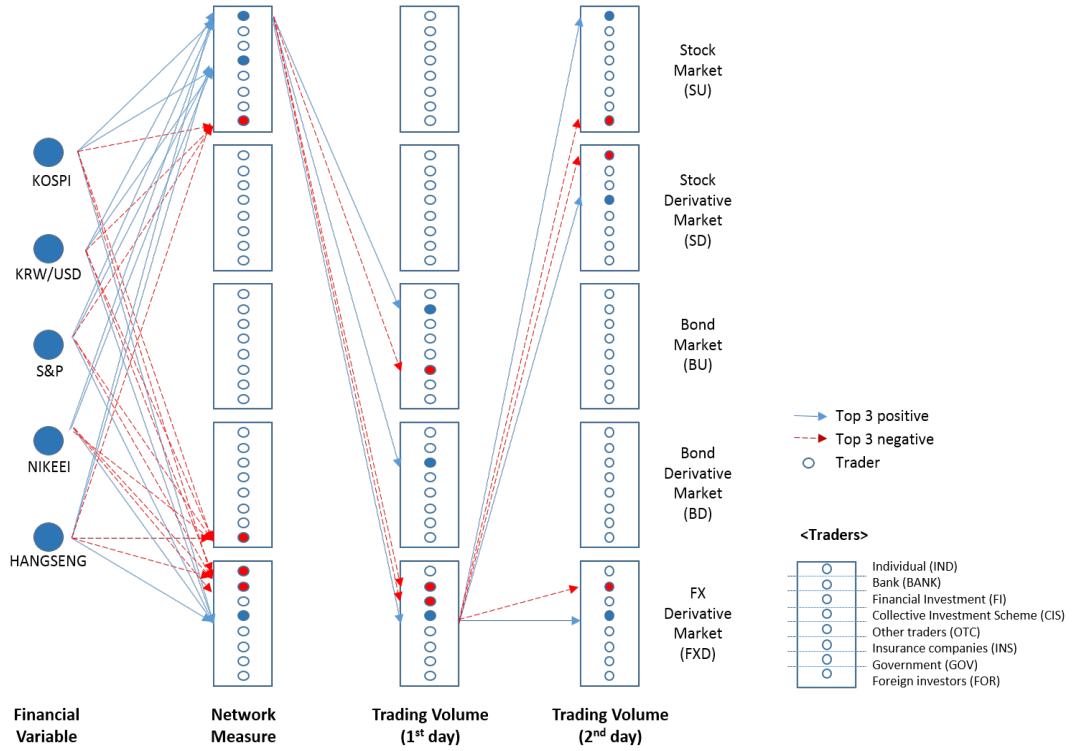 Stock
Market
(SU)
KOSPI
Stock
Derivative
Market
(SD)
KRW/USD
Bond
Market
(BU)
S&P
Top 3 positive
Top 3 negative
Trader
NIKEEI
Bond
Derivative
Market
(BD)
HANGSENG
<Traders>
Individual (IND)
Bank (BANK)
Financial Investment (FI)
Collective Investment Scheme (CIS)
Other traders (OTC)
Insurance companies (INS)
Government (GOV)
Foreign investors (FOR)
FX
Derivative
Market
(FXD)
Financial
Variable
Network
Measure
Trading Volume
(1st day)
Trading Volume
(2nd day)